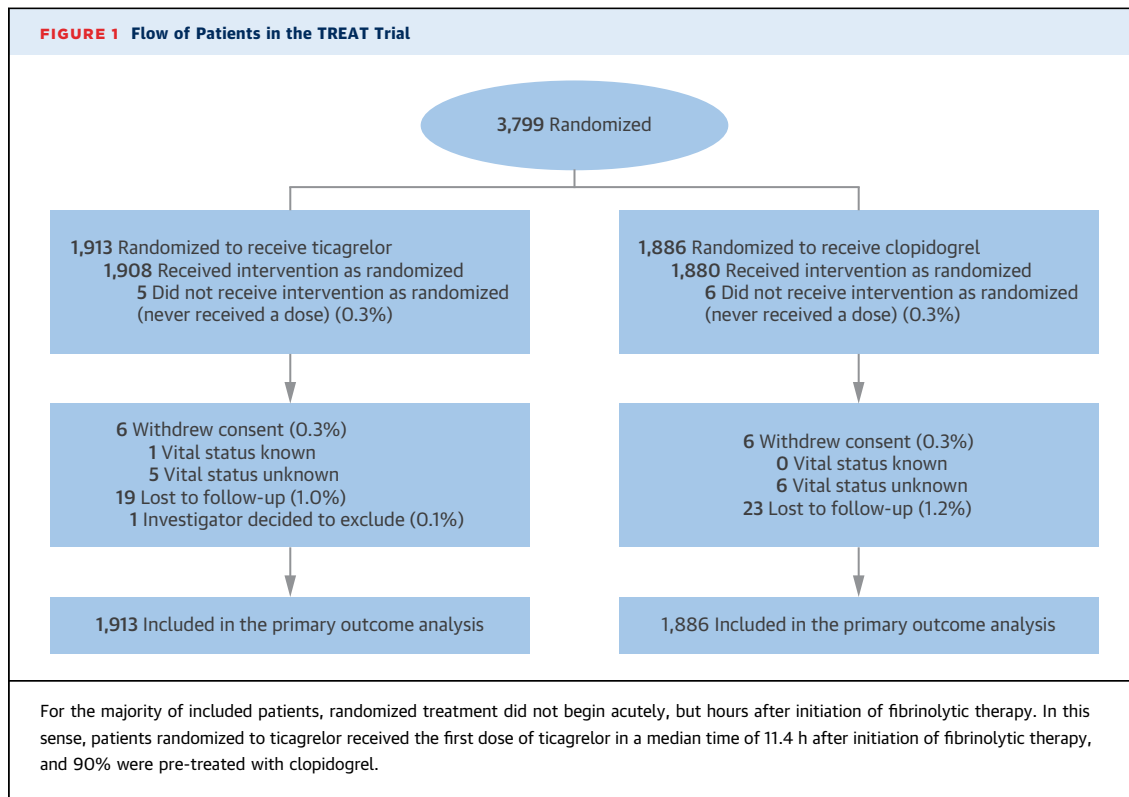 FIGURE 1 Flow of Patients in the TREAT Trial
3,799 Randomized
1,913 Randomized to receive ticagrelor
1,908 Received intervention as randomized
5 Did not receive intervention as randomized
(never received a dose) (0.3%)
1,886 Randomized to receive clopidogrel
1,880 Received intervention as randomized
6 Did not receive intervention as randomized
(never received a dose) (0.3%)
6 Withdrew consent (0.3%)
1 Vital status known
5 Vital status unknown
19 Lost to follow-up (1.0%)
1 Investigator decided to exclude (0.1%)
6 Withdrew consent (0.3%)
0 Vital status known
6 Vital status unknown
23 Lost to follow-up (1.2%)
1,913 Included in the primary outcome analysis
1,886 Included in the primary outcome analysis
For the majority of included patients, randomized treatment did not begin acutely, but hours after initiation of fibrinolytic therapy. In this
sense, patients randomized to ticagrelor received the first dose of ticagrelor in a median time of 11.4 h after initiation of fibrinolytic therapy,
and 90% were pre-treated with clopidogrel.